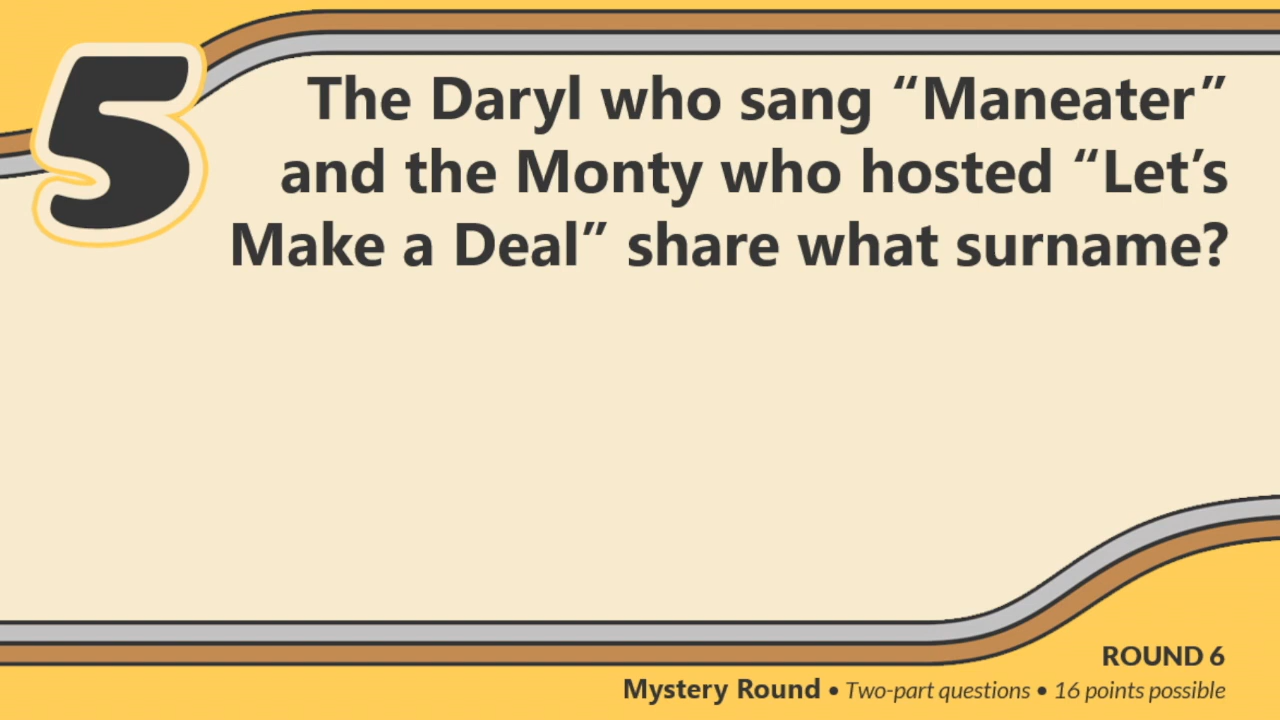 5
The Daryl who sang “Maneater”
and the Monty who hosted “Let’s
Make a Deal” share what surname?
ROUND 6
Mystery Round • Two-part questions • 16 points possible